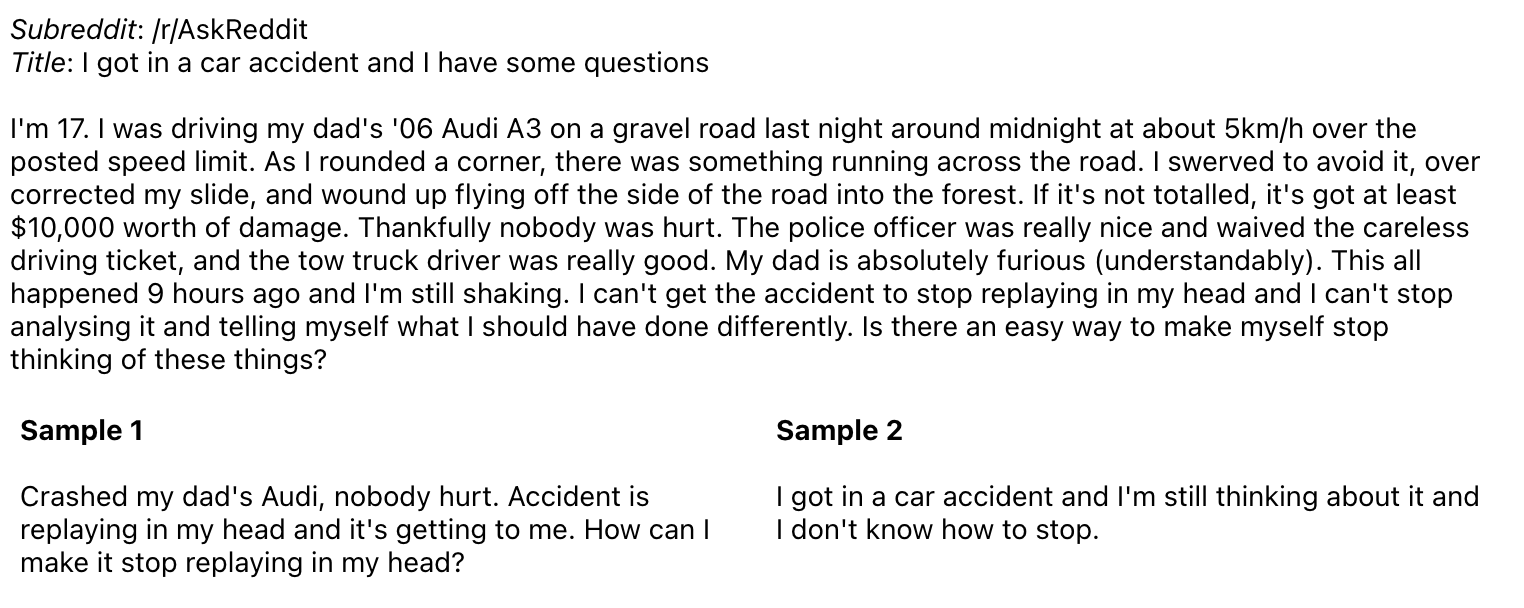 Subreddit: /r/AskReddit
Title: I got in a car accident and I have some questions
I'm 17. I was driving my dad's '06 Audi A3 on a gravel road last night around midnight at about 5km/h over the
posted speed limit. As I rounded a corner, there was something running across the road. I swerved to avoid it, over
corrected my slide, and wound up flying off the side of the road into the forest. If it's not totalled, it's got at least
$10,000 worth of damage. Thankfully nobody was hurt. The police officer was really nice and waived the careless
driving ticket, and the tow truck driver was really good. My dad is absolutely furious (understandably). This all
happened 9 hours ago and I'm still shaking. I can't get the accident to stop replaying in my head and I can't stop
analysing it and telling myself what I should have done differently. Is there an easy way to make myself stop
thinking of these things?
Sample 1
Crashed my dad's Audi, nobody hurt. Accident is
replaying in my head and it's getting to me. How can I
make it stop replaying in my head?
Sample 2
I got in a car accident and I'm still thinking about it and
I don't know how to stop.